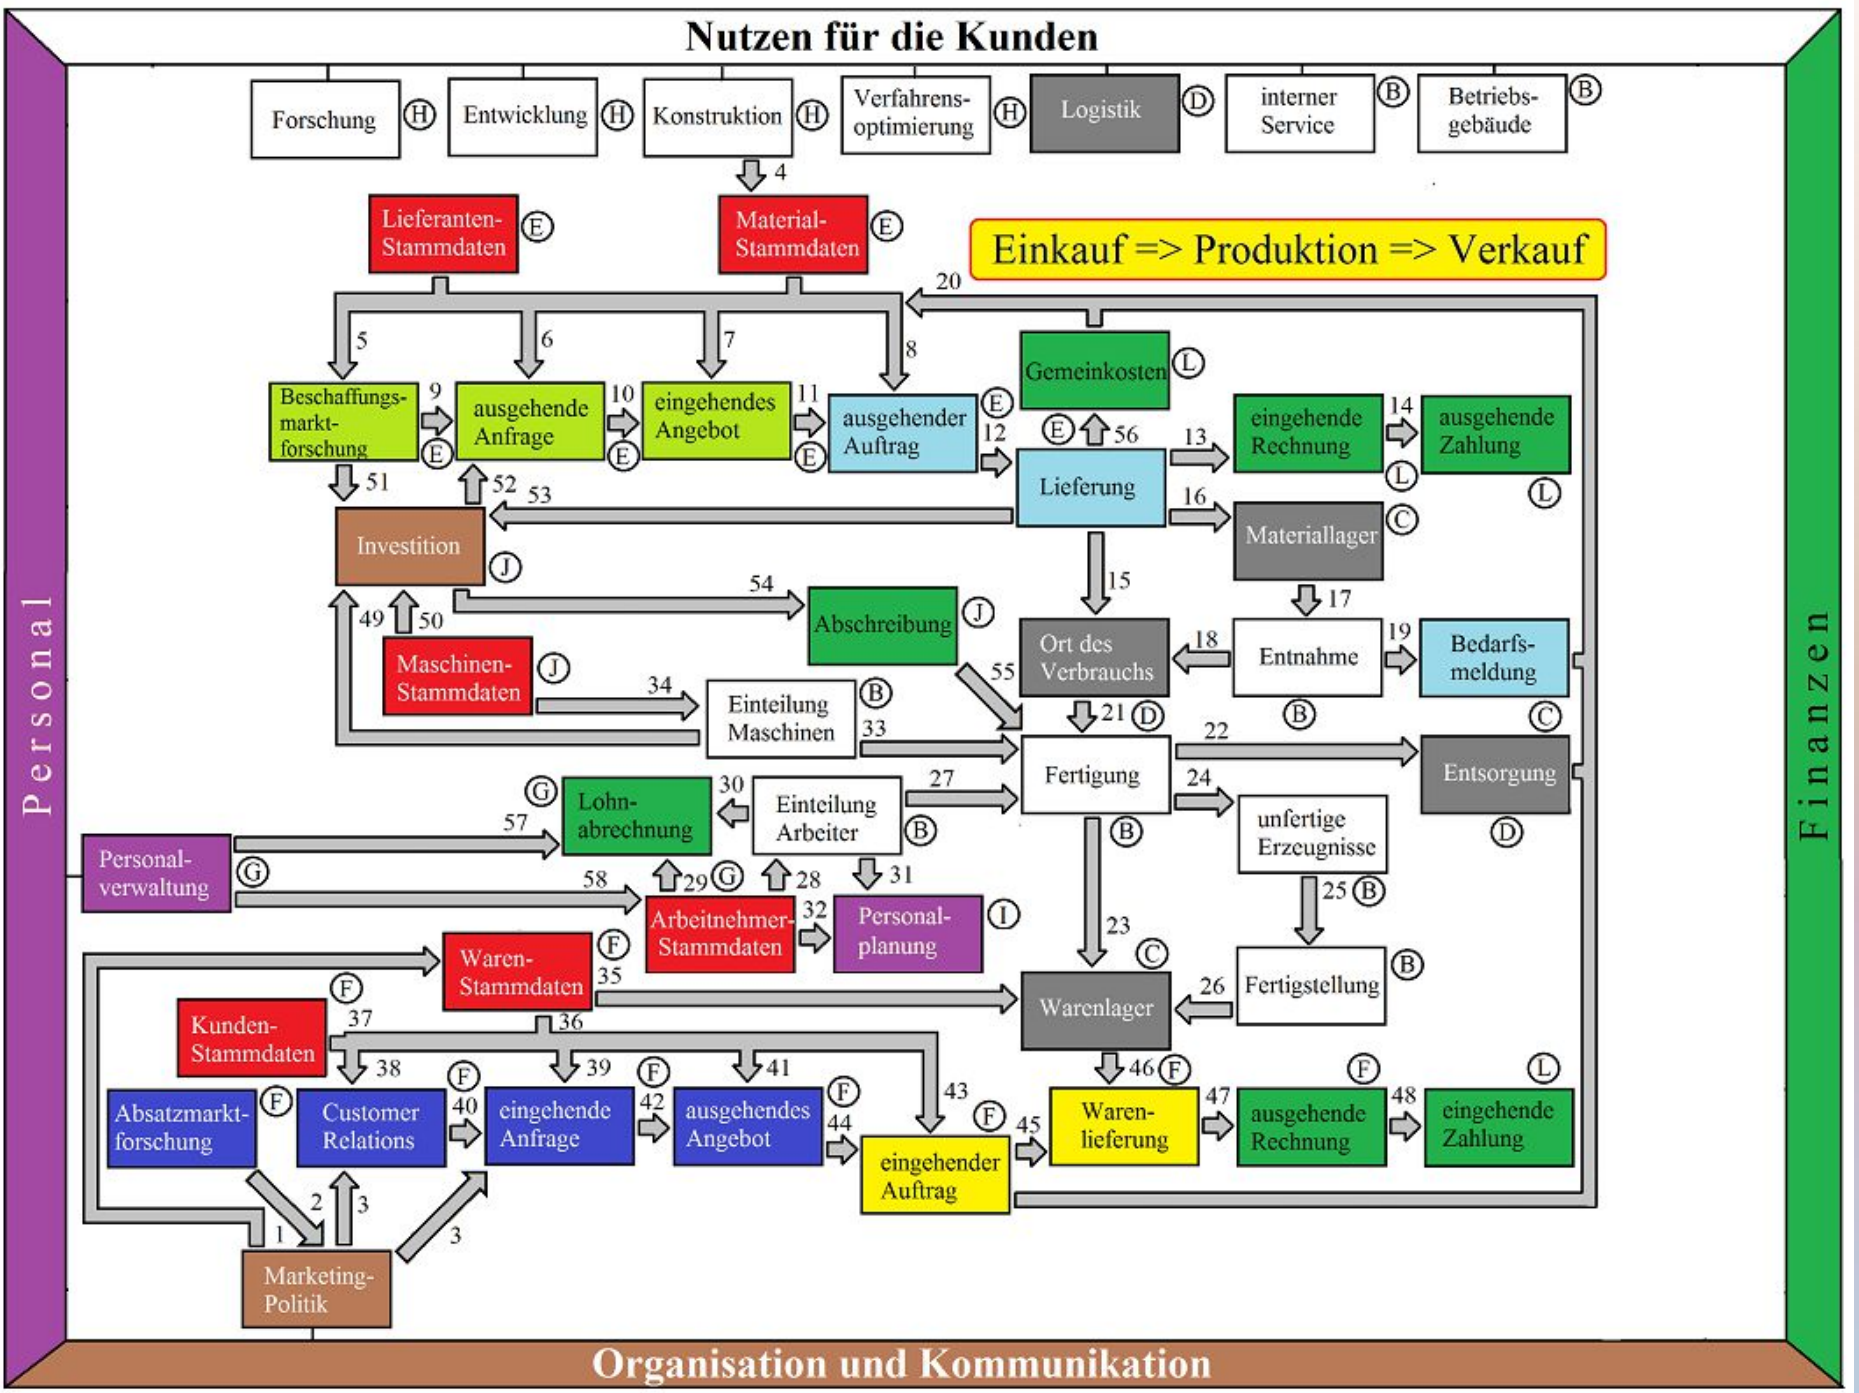 Nutzen für die Kunden
Forschung
H
Entwicklung
H
Konstruktion
H
Verfahrens-
optimierung
H
Logistik
D
interner
Service
B
Betriebs-
gebäude
B
4
Lieferanten-
Stammdaten
E
Material-
Stammdaten
E
Einkauf => Produktion => Verkauf
20
5
6
7
8
Gemeinkosten
L
Beschaffungs-
markt-
forschung
9
E
ausgehende
Anfrage
10
E
eingehendes
Angebot
11
E
ausgehender
Auftrag
E
12
E
56
Lieferung
13
eingehende
Rechnung
L
14
ausgehende
Zahlung
L
51
52
53
16
Investition
J
Materiallager
C
15
17
54
49
50
Abschreibung
J
Maschinen-
Stammdaten
J
Ort des
Verbrauchs
18
Entnahme
B
19
Bedarfs-
meldung
C
55
34
Einteilung
Maschinen
B
33
21
D
22
Fertigung
B
24
Entsorgung
D
Personal
Finanzen
G
Lohn-
abrechnung
30
Einteilung
Arbeiter
B
27
unfertige
Erzeugnisse
57
Personal-
verwaltung
G
58
29
G
28
31
25
B
Arbeitnehmer-
Stammdaten
32
Personal-
planung
I
23
Waren-
Stammdaten
F
35
C
Warenlager
26
Fertigstellung
B
Kunden-
Stammdaten
F
37
36
38
39
41
43
46
F
F
L
Absatzmarkt-
forschung
F
Customer
Relations
F
40
eingehende
Anfrage
F
42
ausgehendes
Angebot
F
44
eingehender
Auftrag
F
45
Waren-
lieferung
47
ausgehende
Rechnung
48
eingehende
Zahlung
1
2
3
3
Marketing-
Politik
Organisation und Kommunikation